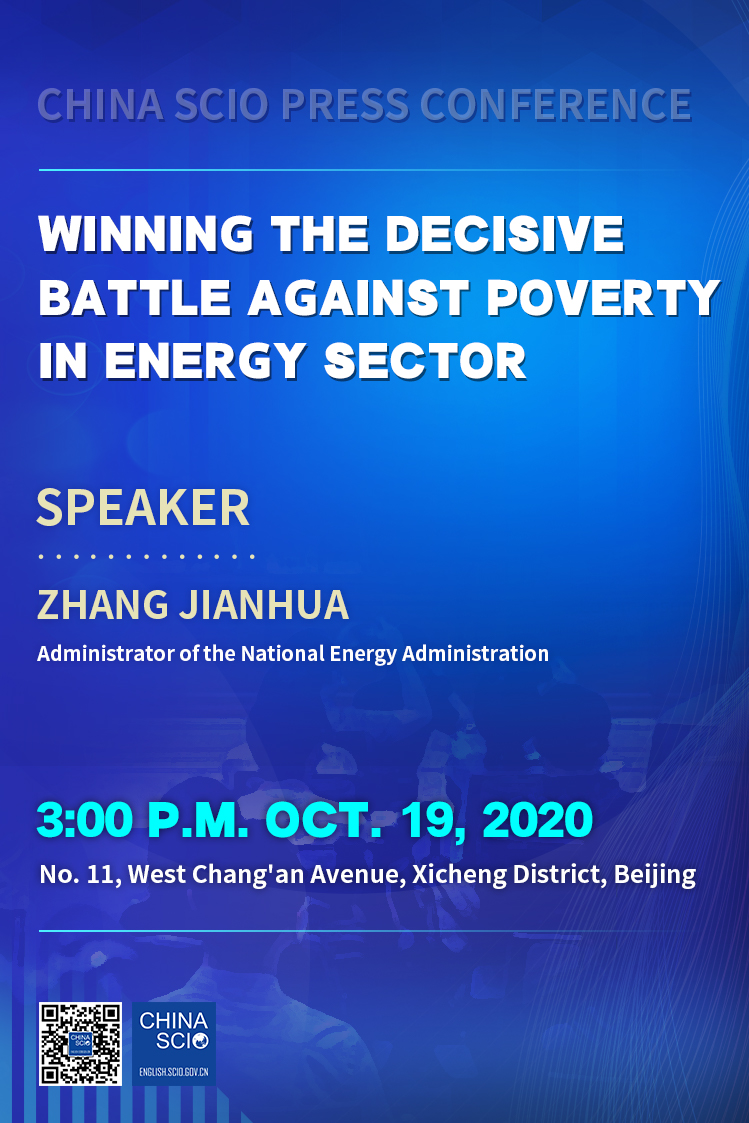 CHINA SCIO PRESS CONFERENCE
WINNING THE DECISIVE
BATTLE AGAINST POVERTY
IN ENERGY SECTOR
SPEAKER
ZHANG JIANHUA
Administrator of the National Energy Administration
3:00 P.M. OCT. 19, 2020
No. 11, West Chang'an Avenue, Xicheng District, Beijing
CHINA
SCIO
CHINA
SCIO
ENGLISH.SCIO.GOV.CN